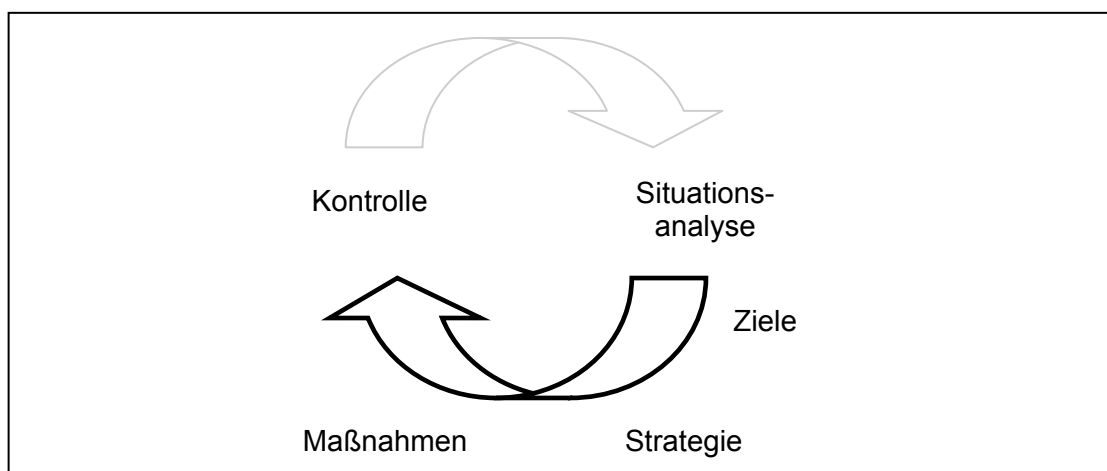 Kontrolle
Situations-
analyse
Ziele
Maßnahmen
Strategie